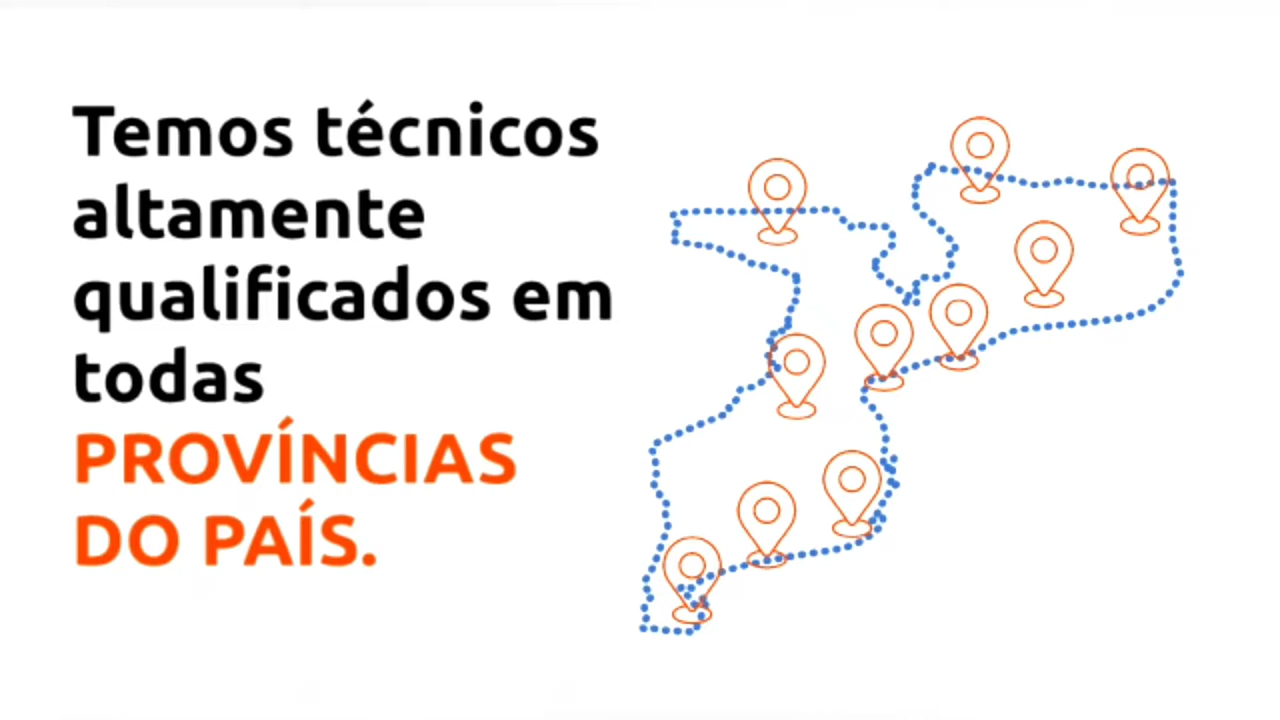 Temos técnicos
altamente
qualificados em
todas
PROVÍNCIAS
DO PAÍS.